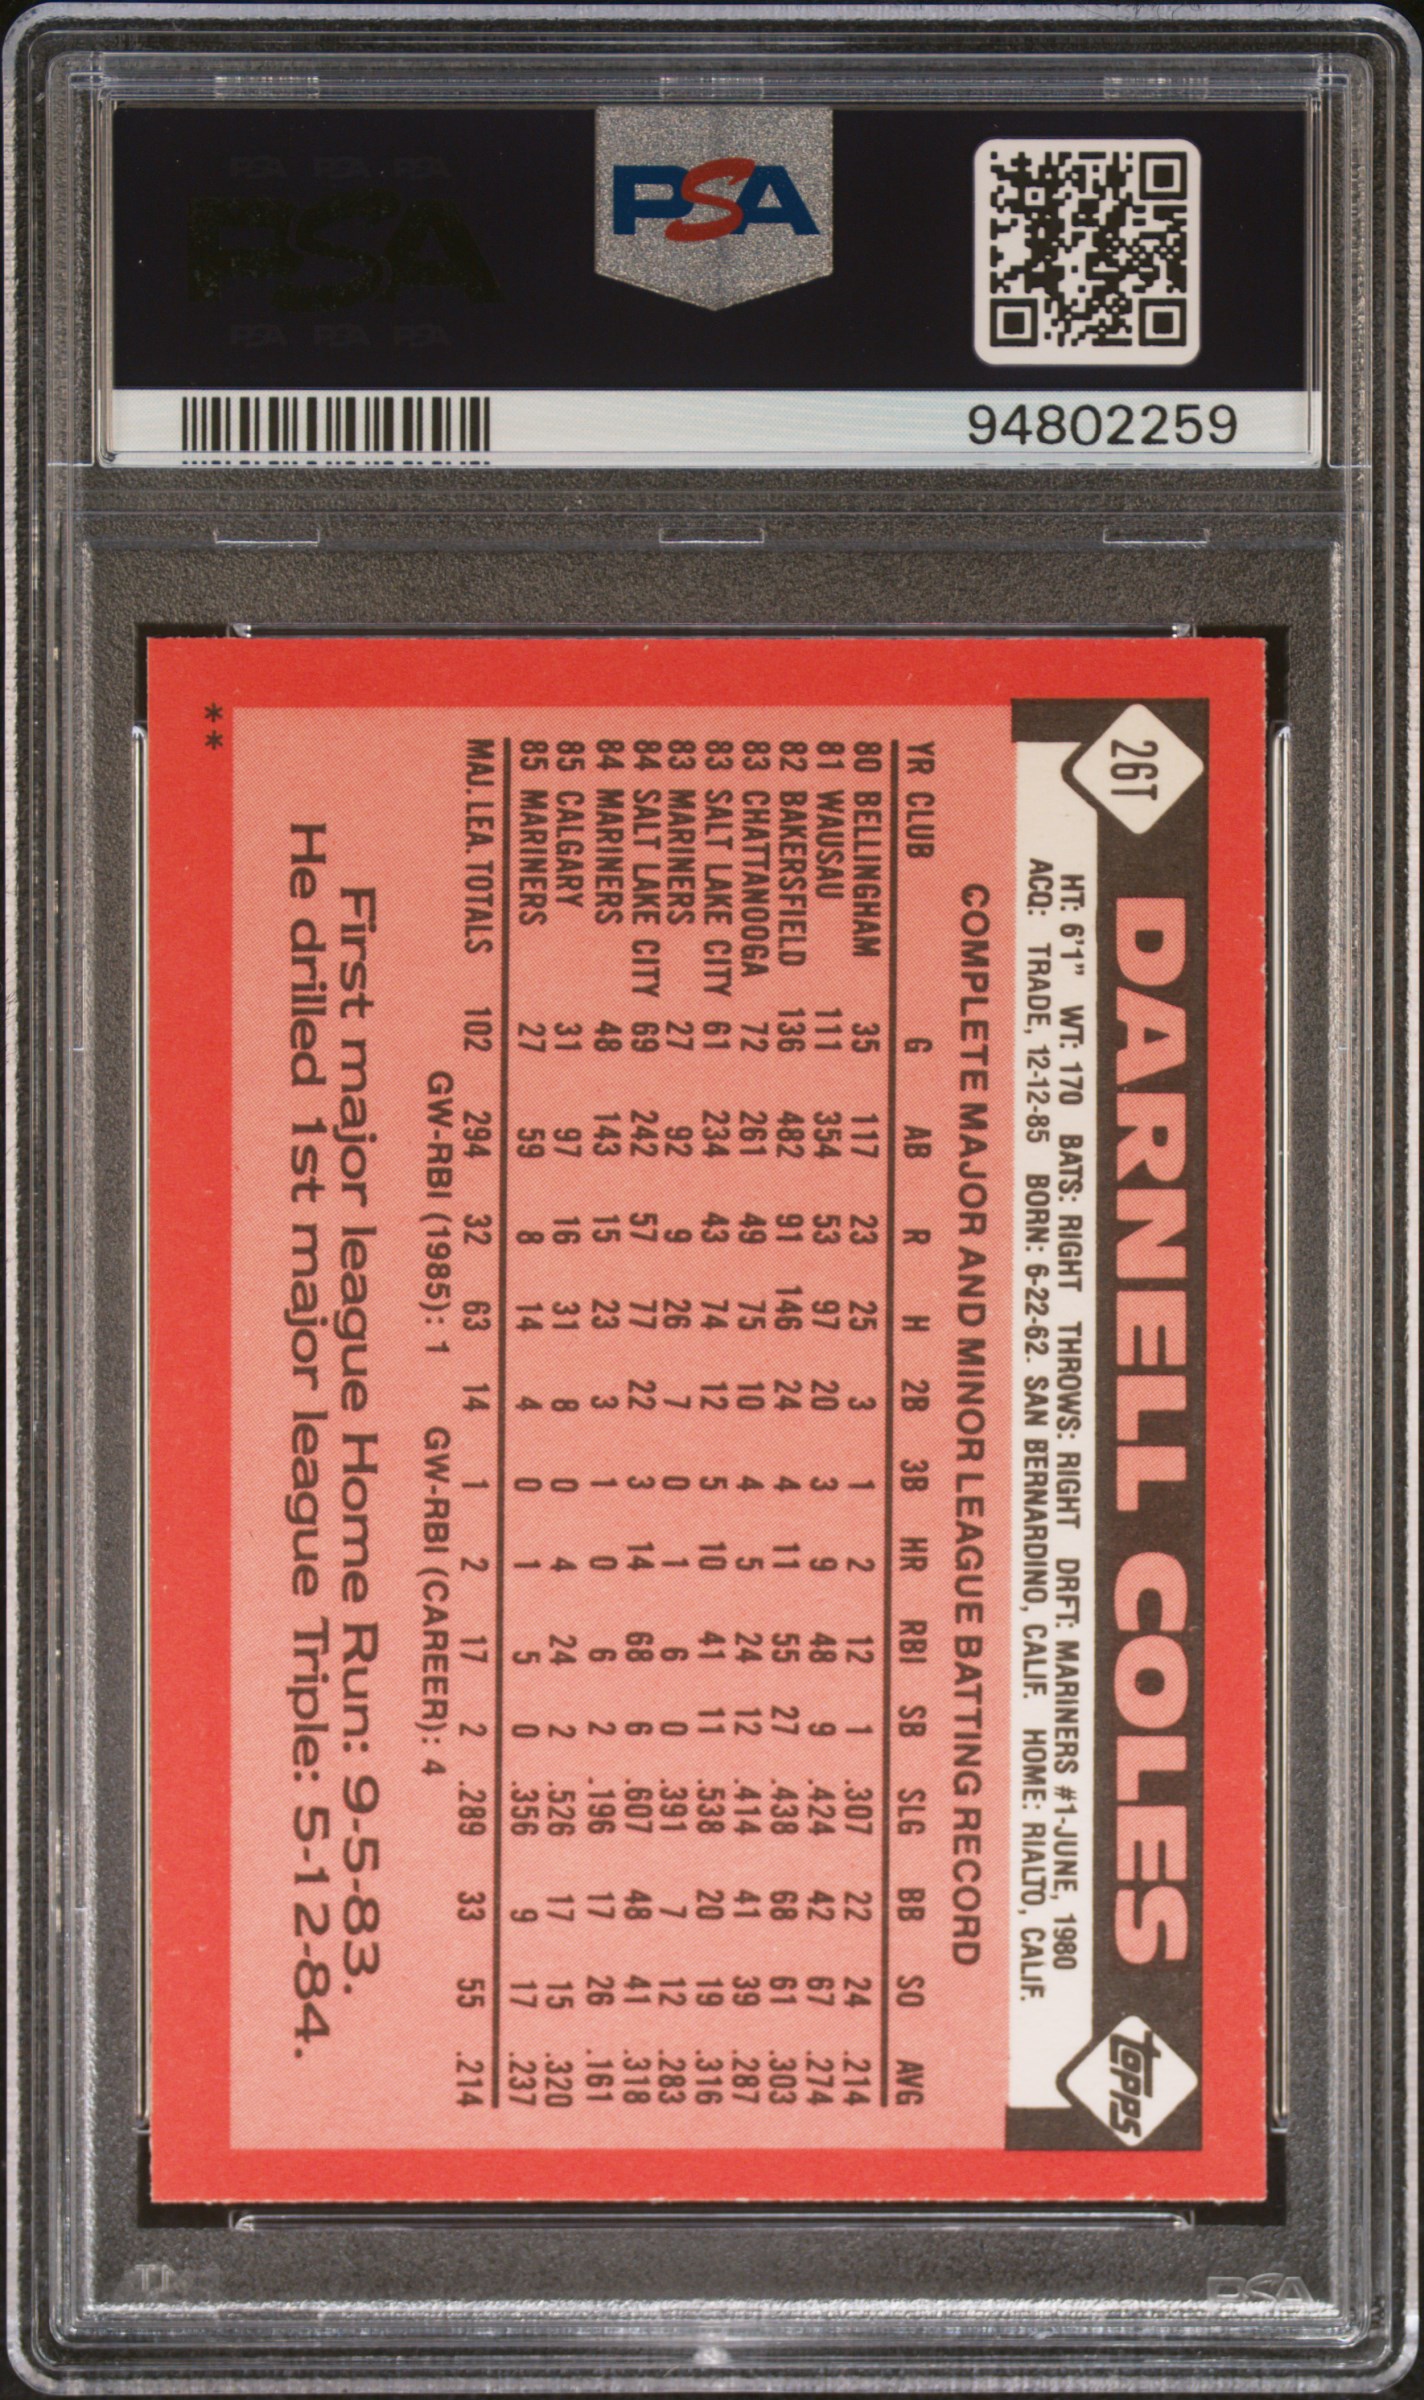 PSA PSA PSA
PSA
PSA PSA PSA
PSA
94802259
26T DARNELL COLES topps
HT: 6'1" WT: 170 BATS: RIGHT THROWS: RIGHT DRFT: MARINERS #1-JUNE, 1980
ACQ: TRADE, 12-12-85 BORN: 6-22-62. SAN BERNARDINO, CALIF. HOME: RIALTO, CALIF.
COMPLETE MAJOR AND MINOR LEAGUE BATTING RECORD
YR CLUB G AB R H 2B 3B HR RBI SB SLG BB SO AVG
80 BELLINGHAM 35 117 23 25 3 1 2 12 1 .307 22 24 .214
81 WAUSAU 111 354 53 97 20 3 9 48 9 .424 42 67 .274
82 BAKERSFIELD 136 482 91 146 24 4 11 55 27 .438 68 61 .303
83 CHATTANOOGA 72 261 49 75 10 4 5 24 12 .414 41 39 .287
83 SALT LAKE CITY 61 234 43 74 12 5 10 41 11 .538 20 19 .316
83 MARINERS 27 92 9 26 7 0 1 6 0 .391 7 12 .283
84 SALT LAKE CITY 69 242 57 77 22 3 14 68 6 .607 48 41 .318
84 MARINERS 48 143 15 23 3 1 0 6 2 .196 17 26 .161
85 CALGARY 31 97 16 31 8 0 4 24 2 .526 17 15 .320
85 MARINERS 27 59 8 14 4 0 1 5 0 .356 9 17 .237
MAJ. LEA. TOTALS 102 294 32 63 14 1 2 17 2 .289 33 55 .214
GW-RBI (1985): 1 GW-RBI (CAREER): 4
First major league Home Run: 9-5-83.
He drilled 1st major league Triple: 5-12-84.
**
PSA